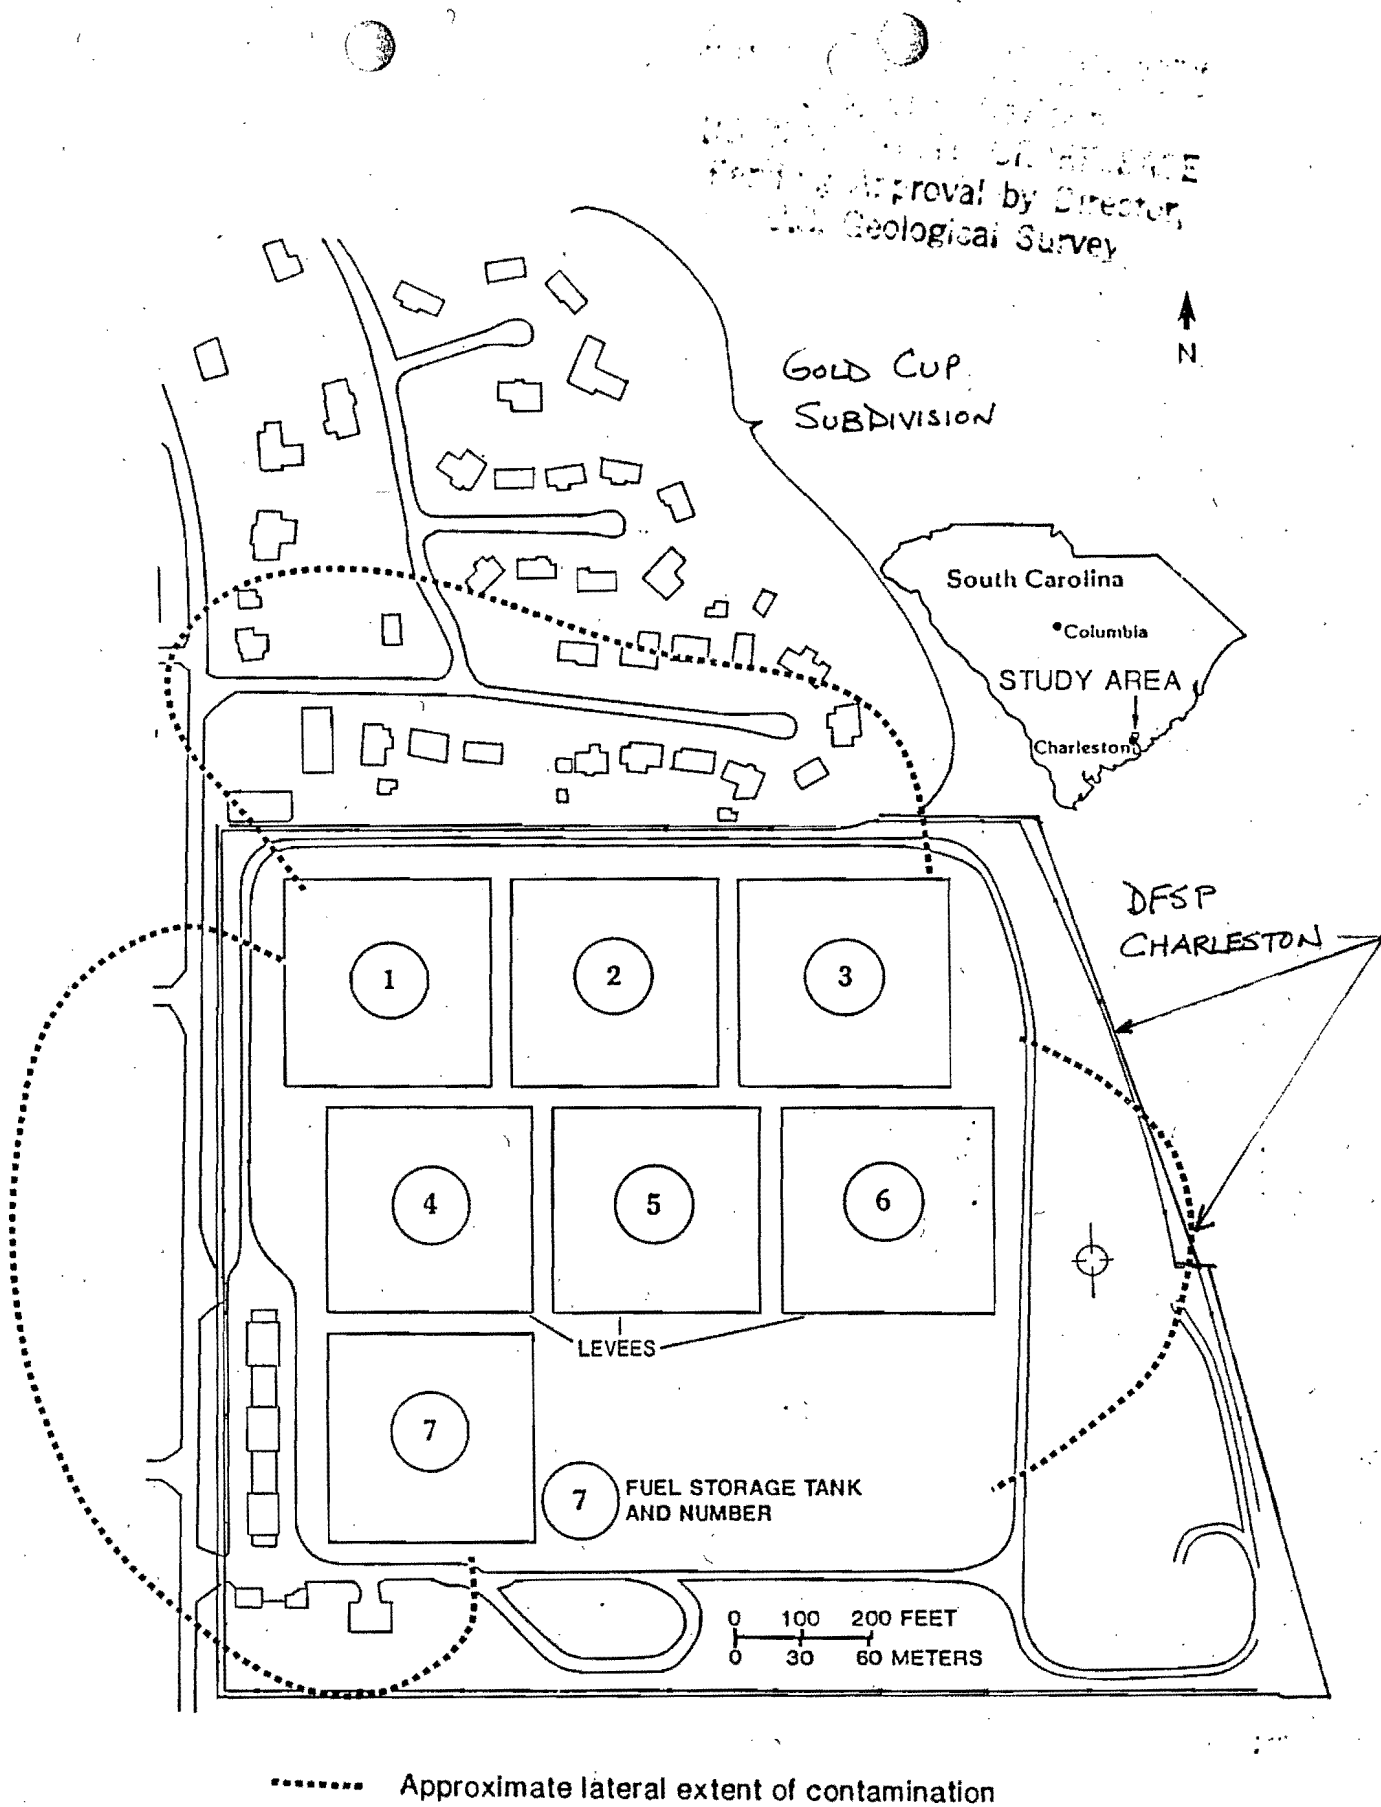 Approval by Director,
Geological Survey
N
GOLD CUP
SUBDIVISION
South Carolina
Columbia
STUDY AREA
Charleston
DFSP
CHARLESTON
1
2
3
4
5
6
LEVEES
7
7 FUEL STORAGE TANK
AND NUMBER
0 100 200 FEET
0 30 60 METERS
Approximate lateral extent of contamination